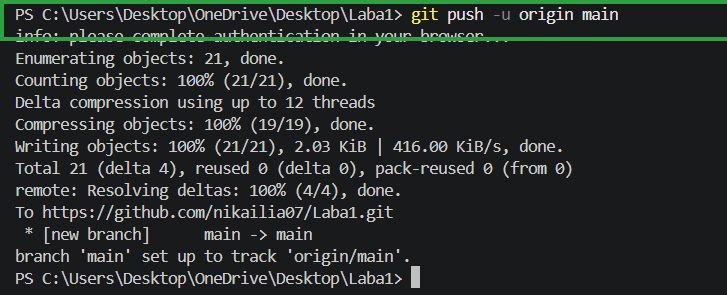 PS C:\Users\Desktop\OneDrive\Desktop\Laba1> git push -u origin main
info: please complete authentication in your browser...
Enumerating objects: 21, done.
Counting objects: 100% (21/21), done.
Delta compression using up to 12 threads
Compressing objects: 100% (19/19), done.
Writing objects: 100% (21/21), 2.03 KiB | 416.00 KiB/s, done.
Total 21 (delta 4), reused 0 (delta 0), pack-reused 0 (from 0)
remote: Resolving deltas: 100% (4/4), done.
To https://github.com/nikailia07/Laba1.git
 * [new branch]      main -> main
branch 'main' set up to track 'origin/main'.
PS C:\Users\Desktop\OneDrive\Desktop\Laba1>